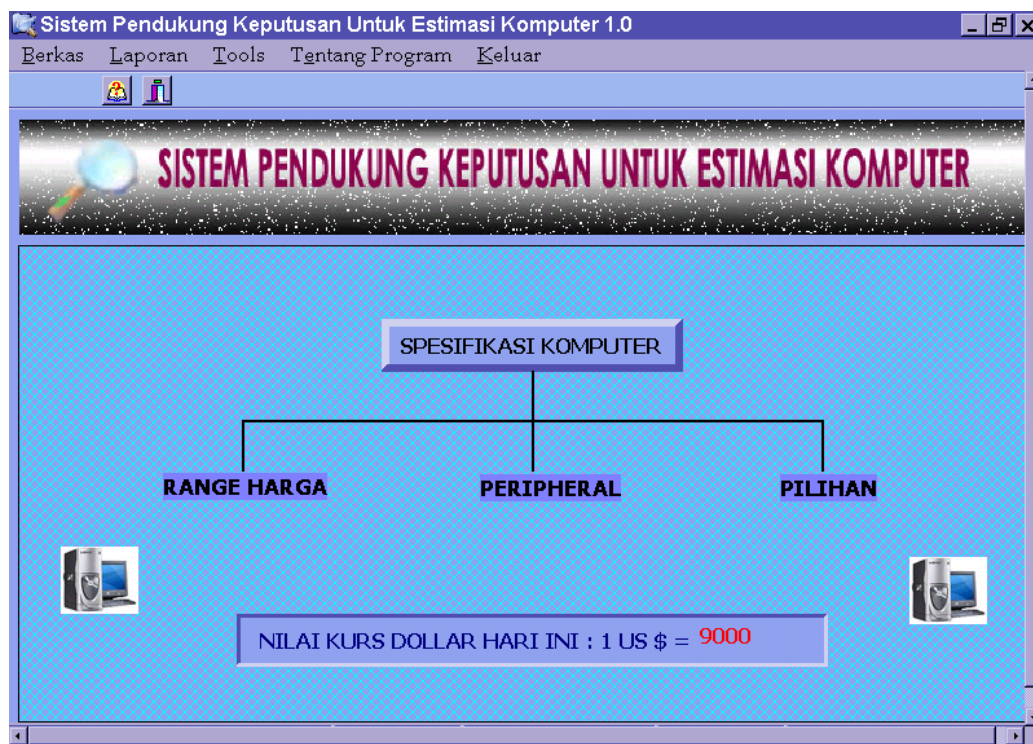 Sistem Pendukung Keputusan Untuk Estimasi Komputer 1.0
Berkas Laporan Tools Tentang Program Keluar
SISTEM PENDUKUNG KEPUTUSAN UNTUK ESTIMASI KOMPUTER
SPESIFIKASI KOMPUTER
RANGE HARGA PERIPHERAL PILIHAN
NILAI KURS DOLLAR HARI INI : 1 US $ = 9000